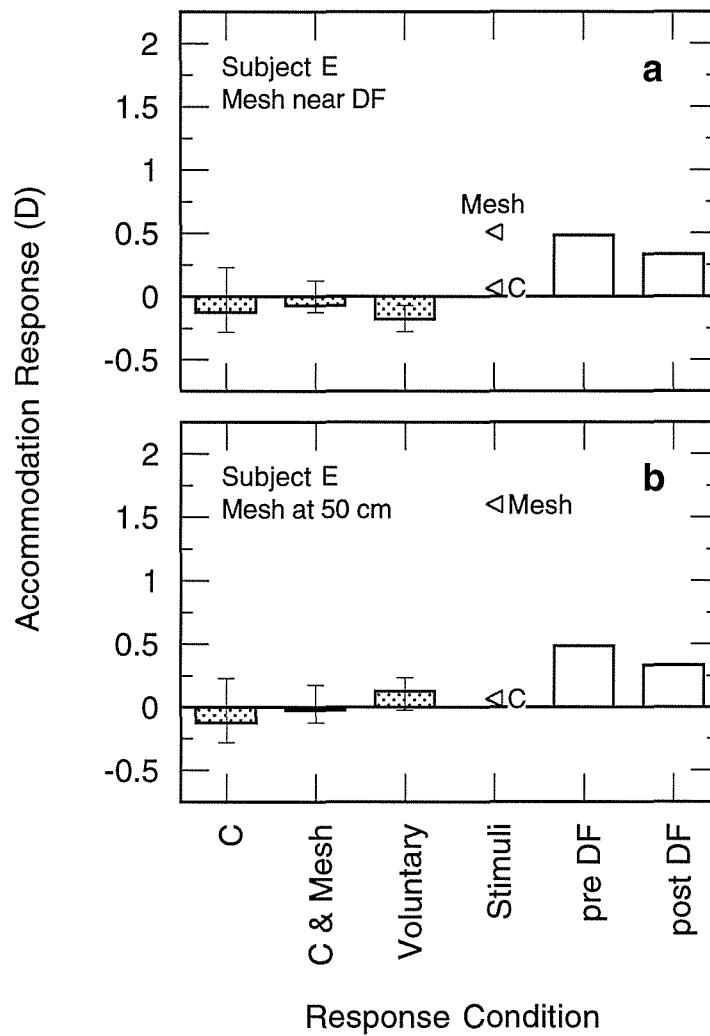 Accommodation Response (D)
2
1.5
1
0.5
0
-0.5
Subject E
Mesh near DF
a
Mesh
C
2
1.5
1
0.5
0
-0.5
Subject E
Mesh at 50 cm
b
Mesh
C
C
C & Mesh
Voluntary
Stimuli
pre DF
post DF
Response Condition